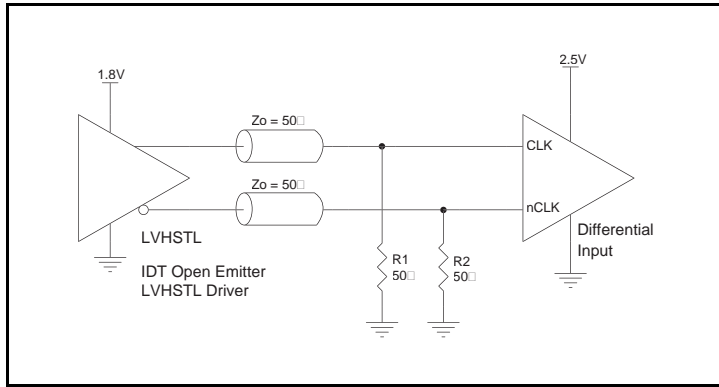 1.8V
2.5V
Zo = 50□
CLK
Zo = 50□
nCLK
LVHSTL
Differential
Input
IDT Open Emitter
LVHSTL Driver
R1
50□
R2
50□